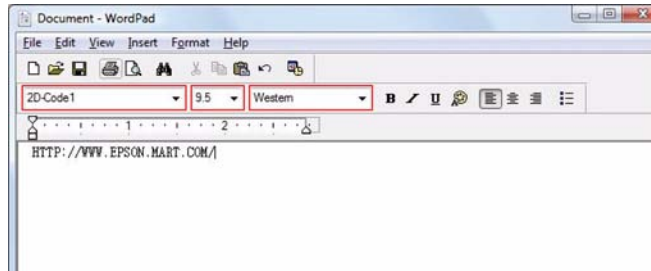 Document - WordPad
File Edit View Insert Format Help
2D-Code1 9.5 Western B / U
1 2
HTTP://WWW.EPSON.MART.COM/